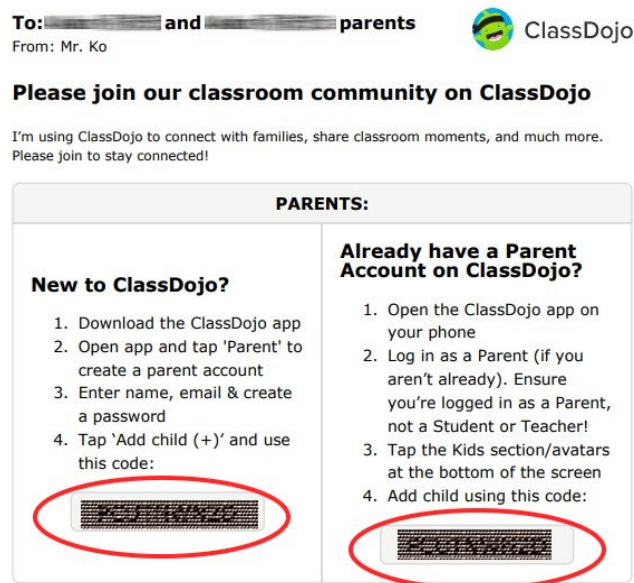 To: and parents
ClassDojo
From: Mr. Ko
Please join our classroom community on ClassDojo
I'm using ClassDojo to connect with families, share classroom moments, and much more.
Please join to stay connected!
PARENTS:
New to ClassDojo?
1. Download the ClassDojo app
2. Open app and tap 'Parent' to
create a parent account
3. Enter name, email & create
a password
4. Tap ‘Add child (+)’ and use
this code:
Already have a Parent
Account on ClassDojo?
1. Open the ClassDojo app on
your phone
2. Log in as a Parent (if you
aren’t already). Ensure
you’re logged in as a Parent,
not a Student or Teacher!
3. Tap the Kids section/avatars
at the bottom of the screen
4. Add child using this code: